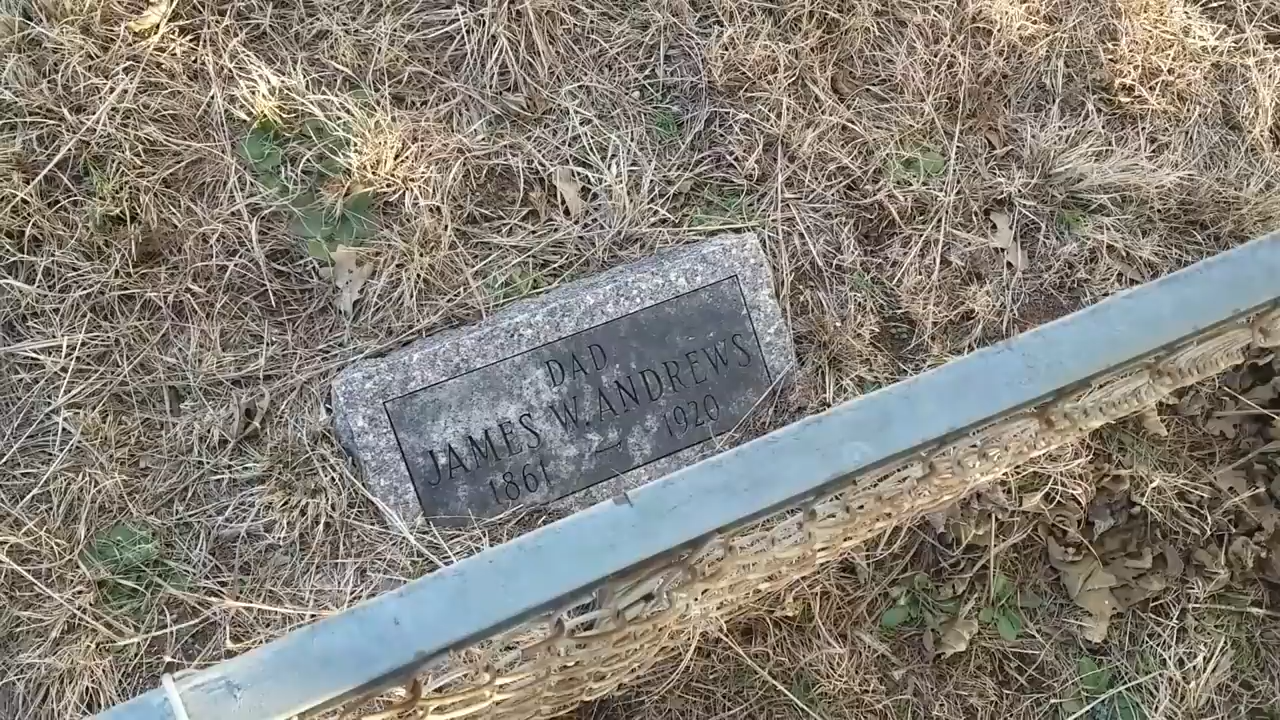 DAD
JAMES W. ANDREWS
1861 — 1920